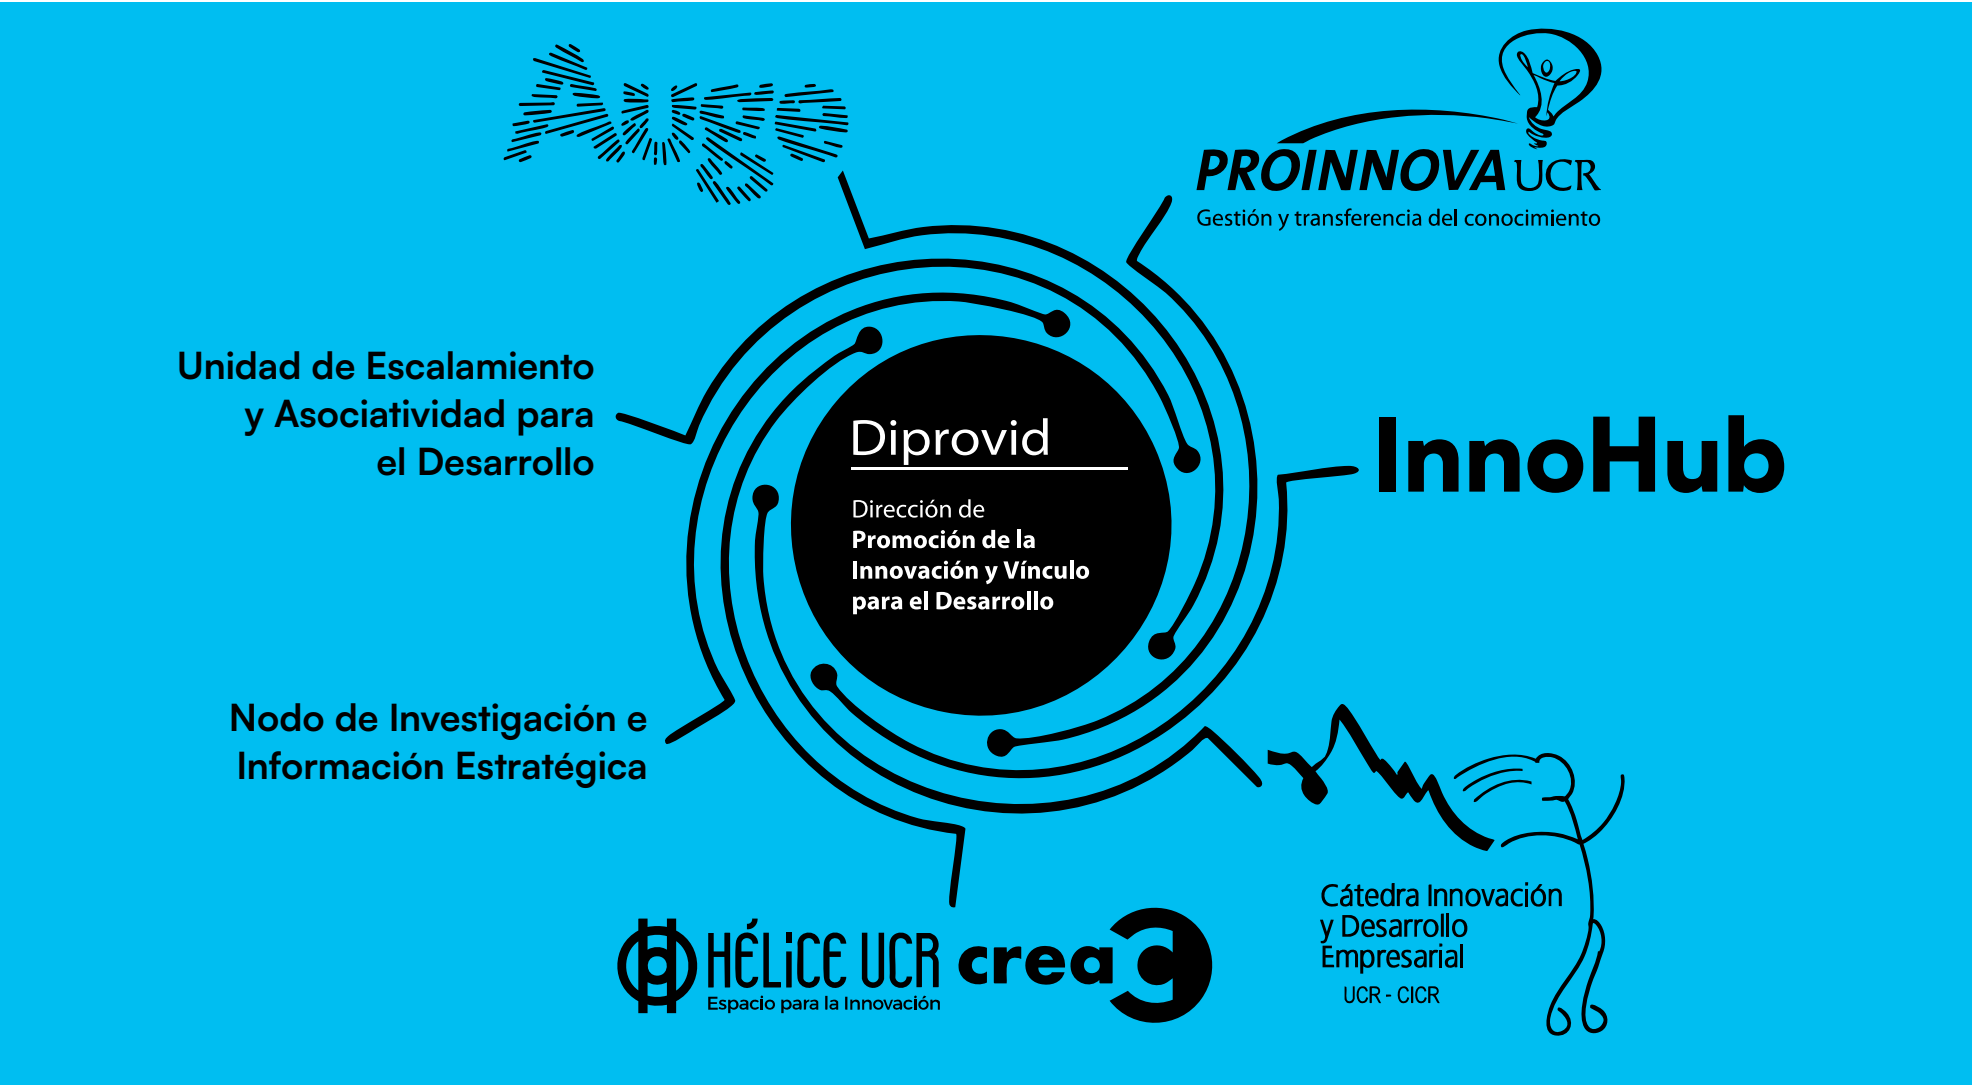 Auge
PROINNOVA UCR
Gestión y transferencia del conocimiento
Unidad de Escalamiento
y Asociatividad para
el Desarrollo
Diprovid
Dirección de
Promoción de la
Innovación y Vínculo
para el Desarrollo
InnoHub
Nodo de Investigación e
Información Estratégica
HÉLiCE UCR
Espacio para la Innovación
creaC
Cátedra Innovación
y Desarrollo
Empresarial
UCR - CICR